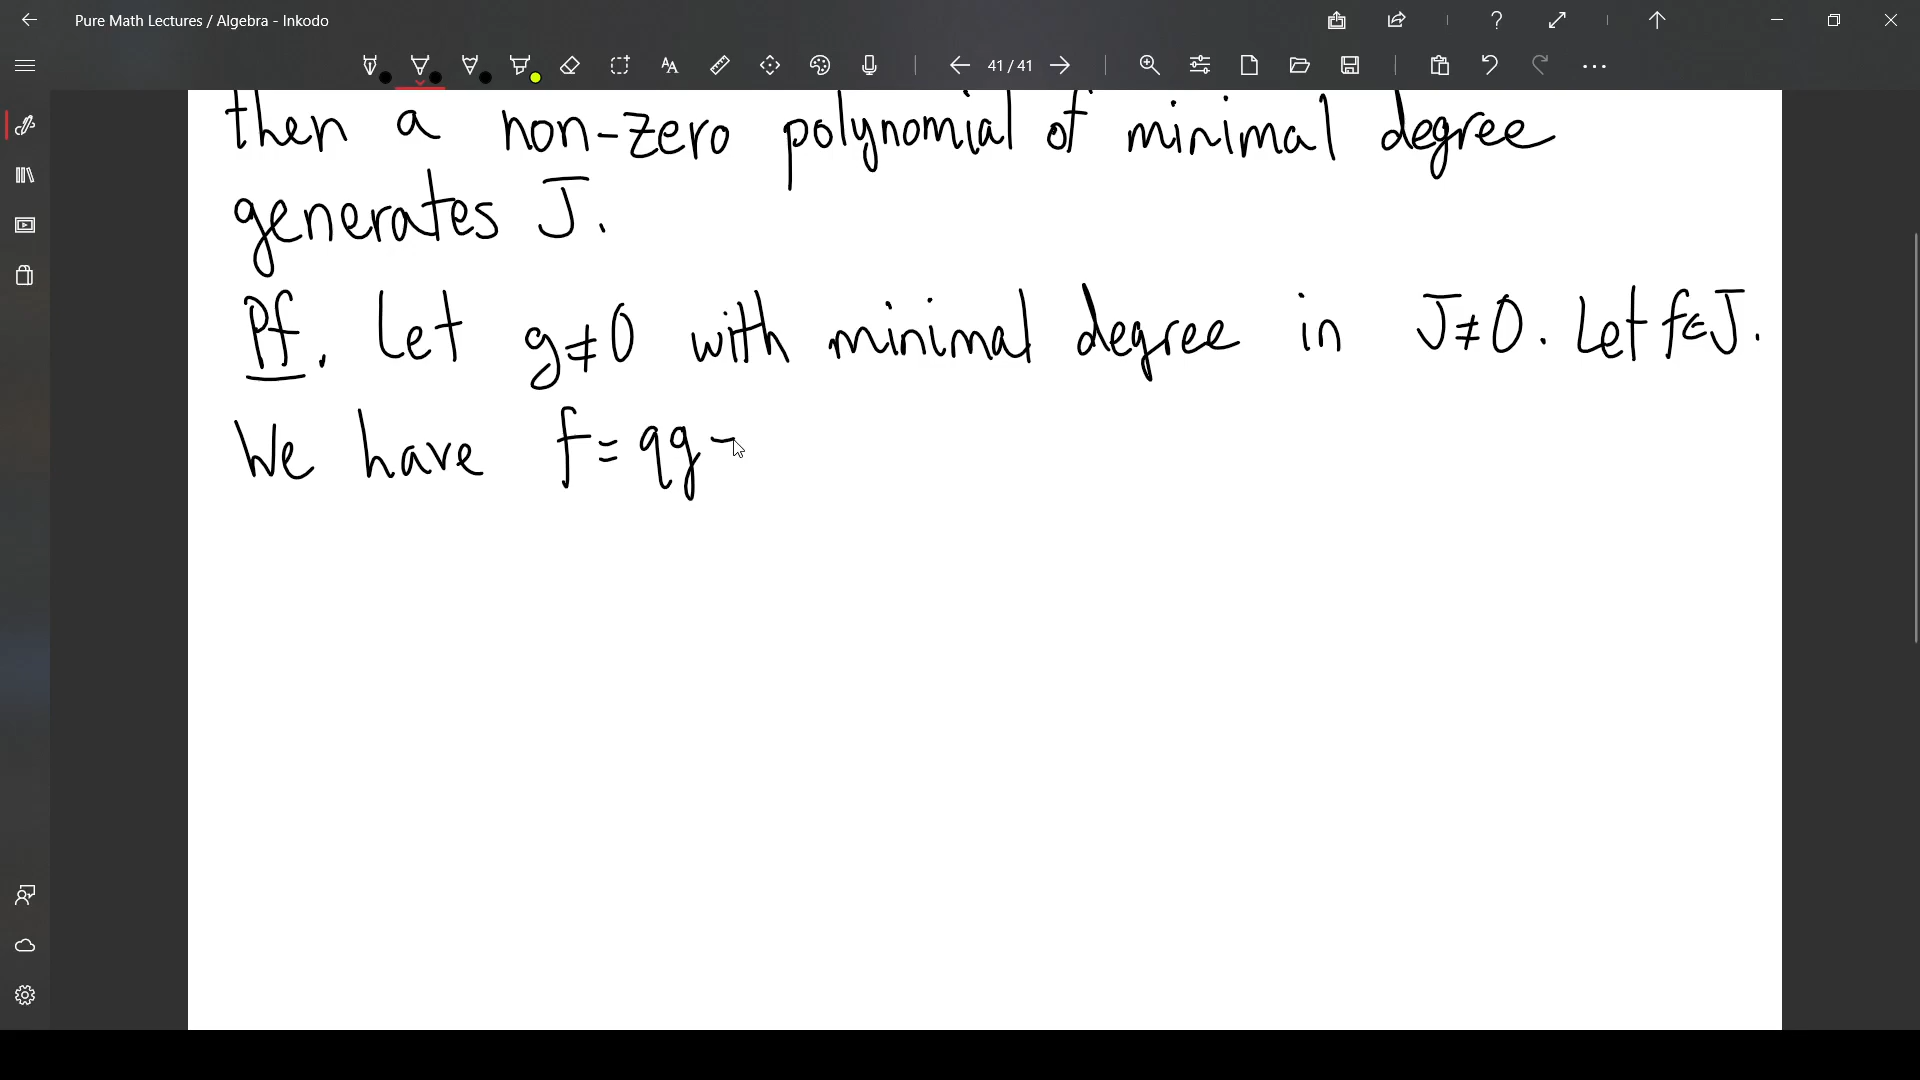 Pure Math Lectures / Algebra - Inkodo
41 / 41
then a non-zero polynomial of minimal degree
generates J.
Pf. Let g≠0 with minimal degree in J≠0. Let f∈J.
We have f = qg -